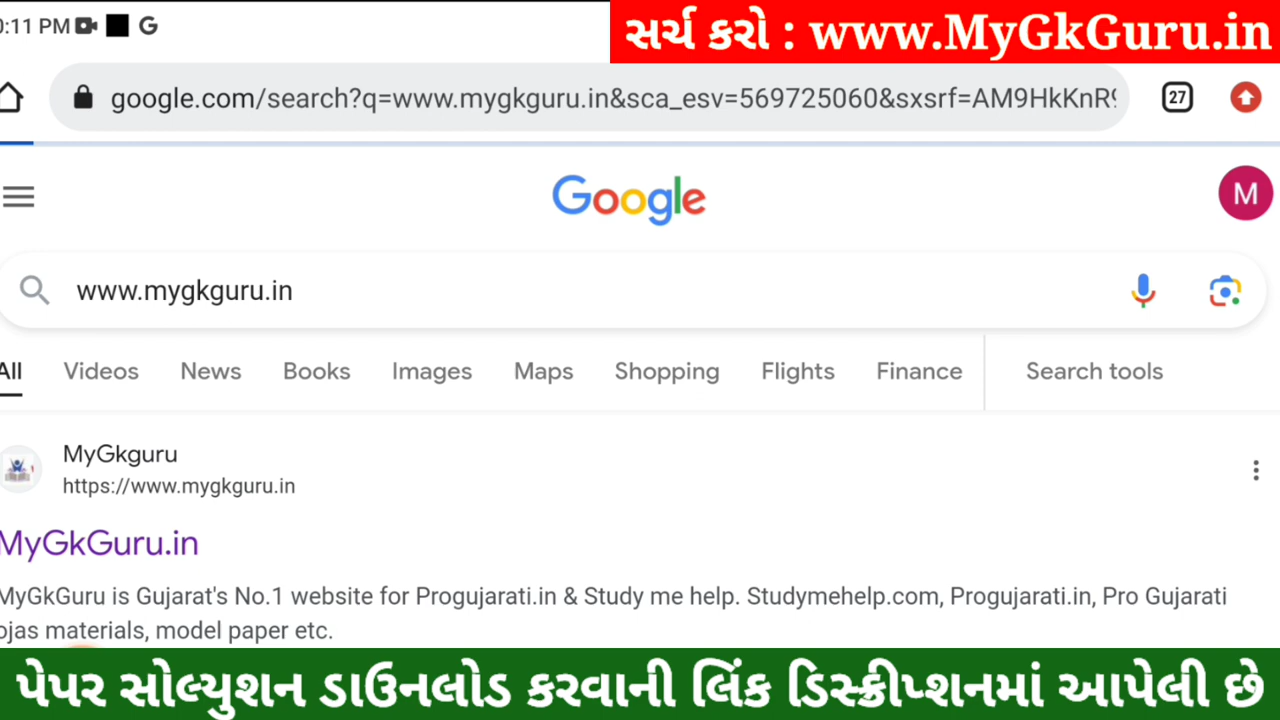 0:11 PM
સર્ચ કરો : www.MyGkGuru.in
google.com/search?q=www.mygkguru.in&sca_esv=569725060&sxsrf=AM9HkKnR9
27
Google
M
www.mygkguru.in
All Videos News Books Images Maps Shopping Flights Finance Search tools
MyGkguru
https://www.mygkguru.in
MyGkGuru.in
MyGkGuru is Gujarat's No.1 website for Progujarati.in & Study me help. Studymehelp.com, Progujarati.in, Pro Gujarati
ojas materials, model paper etc.
પેપર સોલ્યુશન ડાઉનલોડ કરવાની લિંક ડિસ્ક્રીપ્શનમાં આપેલી છે